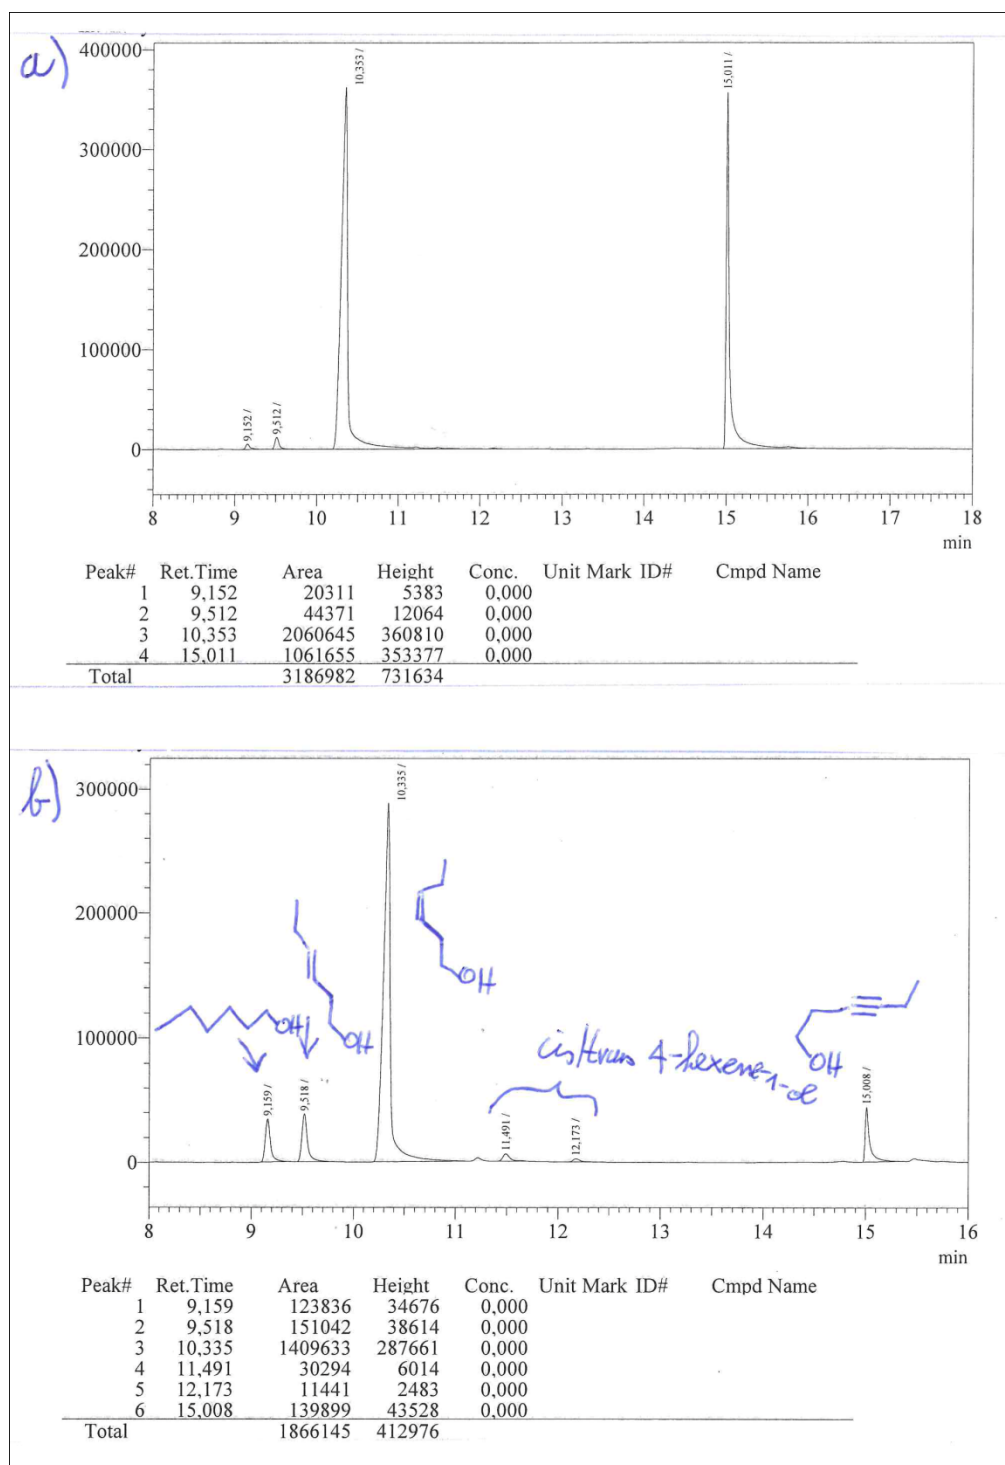 a)
400000
300000
200000
100000
0
10,353 /
15,011 /
9,152 /
9,512 /
8 9 10 11 12 13 14 15 16 17 18
min
Peak# Ret.Time Area Height Conc. Unit Mark ID# Cmpd Name
1 9,152 20311 5383 0,000
2 9,512 44371 12064 0,000
3 10,353 2060645 360810 0,000
4 15,011 1061655 353377 0,000
Total 3186982 731634
b)
300000
200000
100000
0
10,335 /
OH
OH
OH
OH
cis/trans 4-hexene-1-ol
9,159 /
9,518 /
11,491 /
12,173 /
15,008 /
8 9 10 11 12 13 14 15 16
min
Peak# Ret.Time Area Height Conc. Unit Mark ID# Cmpd Name
1 9,159 123836 34676 0,000
2 9,518 151042 38614 0,000
3 10,335 1409633 287661 0,000
4 11,491 30294 6014 0,000
5 12,173 11441 2483 0,000
6 15,008 139899 43528 0,000
Total 1866145 412976